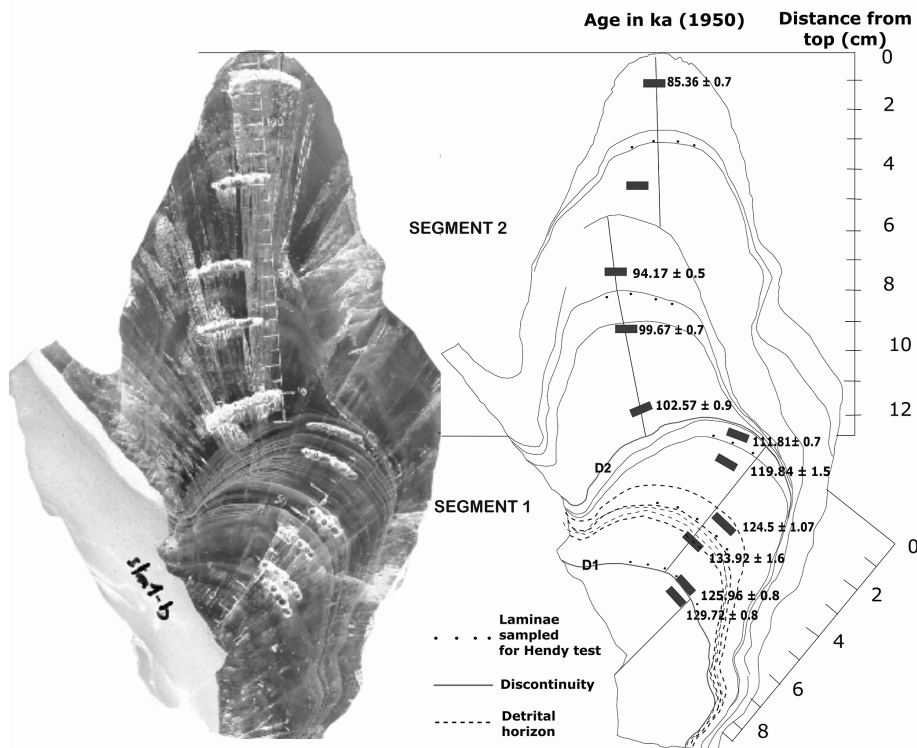 Age in ka (1950)
Distance from
top (cm)
0
85.36 ± 0.7
2
4
SEGMENT 2
6
94.17 ± 0.5
8
99.67 ± 0.7
10
102.57 ± 0.9
12
111.81± 0.7
D2
119.84 ± 1.5
SEGMENT 1
124.5 ± 1.07
0
133.92 ± 1.6
D1
125.96 ± 0.8
2
129.72 ± 0.8
stm1-b
4
Laminae
sampled
for Hendy test
6
Discontinuity
Detrital
horizon
8